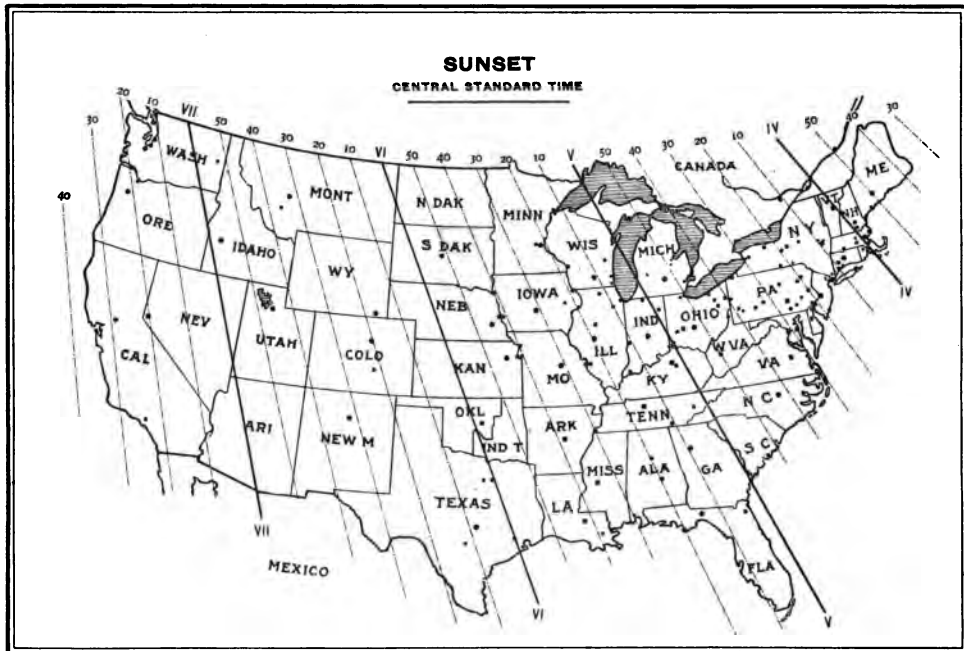 SUNSET
CENTRAL STANDARD TIME
30
20
10
VII
50
40
30
20
10
VI
50
40
30
20
10
V
50
40
30
20
10
IV
50
40
30
40
WASH
MONT
N DAK
MINN
CANADA
ME
VT
NH
ORE
IDAHO
S DAK
WIS
MICH
N Y
WY
IOWA
NEB
PA
IV
NEV
UTAH
COLO
ILL
IND
OHIO
W VA
VA
CAL
KAN
MO
KY
N C
ARI
NEW M
OKL
IND T
ARK
TENN
S C
MISS
ALA
GA
TEXAS
LA
VII
MEXICO
FLA
VI
V